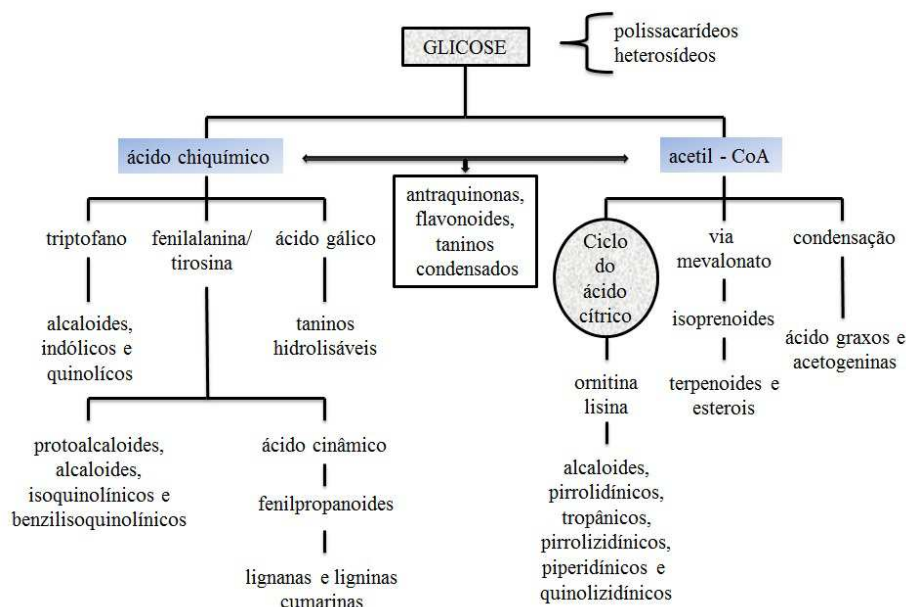 GLICOSE
polissacarídeos
heterosídeos
ácido chiquímico
acetil - CoA
antraquinonas,
flavonoides,
taninos
condensados
triptofano
fenilalanina/
tirosina
ácido gálico
Ciclo
do
ácido
cítrico
via
mevalonato
condensação
alcaloides,
indólicos e
quinolícos
taninos
hidrolisáveis
isoprenoides
ácido graxos e
acetogeninas
ornitina
lisina
terpenoides e
esterois
protoalcaloides,
alcaloides,
isoquinolínicos e
benzilisoquinolínicos
ácido cinâmico
fenilpropanoides
lignanas e ligninas
cumarinas
alcaloides,
pirrolidínicos,
tropânicos,
pirrolizidínicos,
piperidínicos e
quinolizidínicos